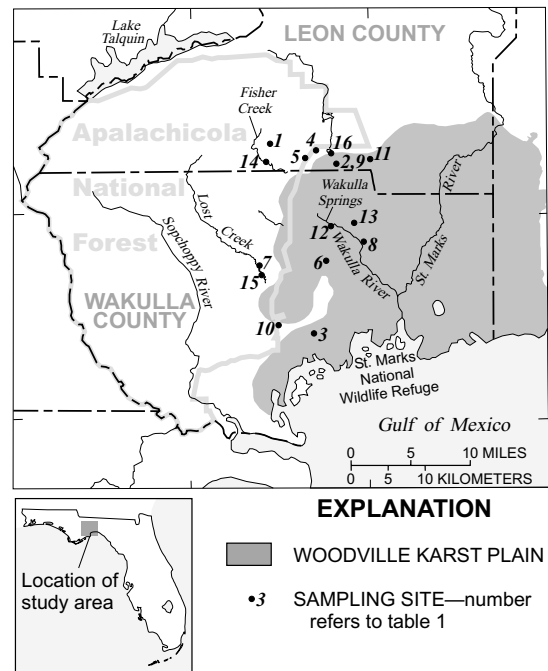 Lake
Talquin
LEON COUNTY
Fisher
Creek
Apalachicola
1
4
16
14
5
2,9
11
National
Wakulla
Springs
River
Lost
Creek
Sopchoppy River
Forest
12
13
8
Wakulla River
St. Marks
7
6
15
WAKULLA
COUNTY
10
3
St. Marks
National
Wildlife Refuge
Gulf of Mexico
0 5 10 MILES
0 5 10 KILOMETERS
EXPLANATION
WOODVILLE KARST PLAIN
•3 SAMPLING SITE—number
refers to table 1
Location of
study area